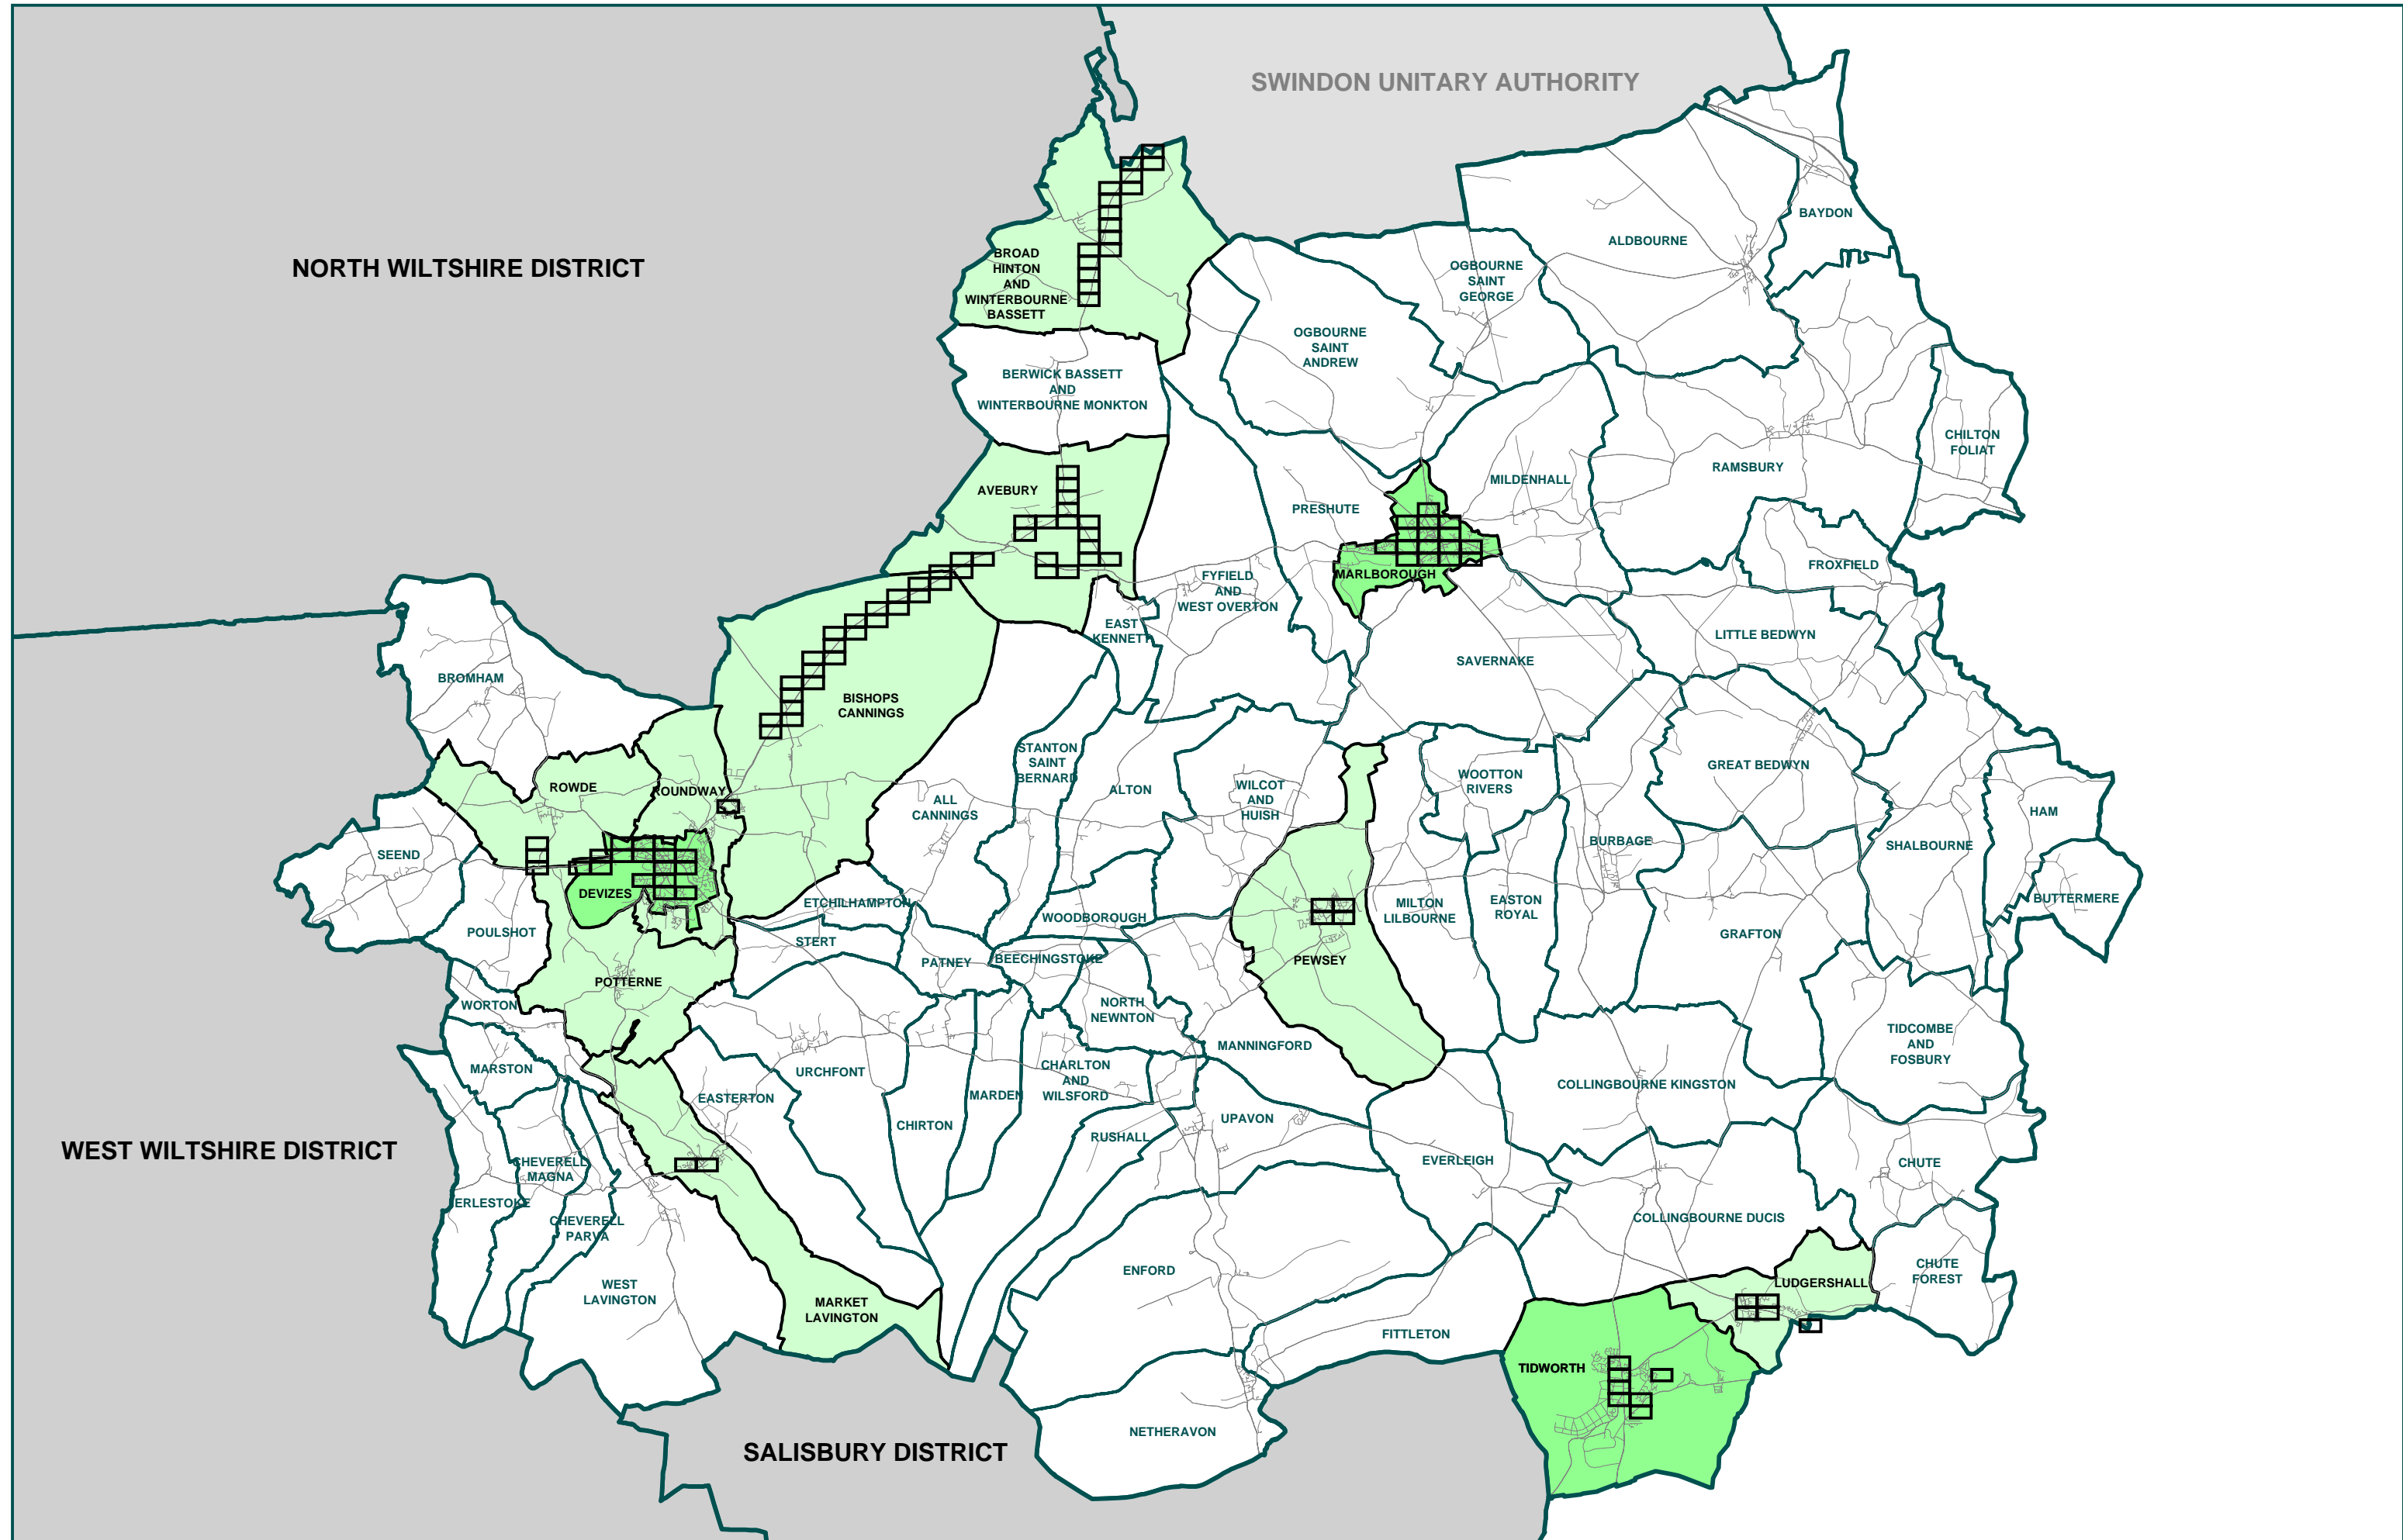 SWINDON UNITARY AUTHORITY
NORTH WILTSHIRE DISTRICT
BROAD
HINTON
AND
WINTERBOURNE
BASSETT
BAYDON
ALDBOURNE
OGBOURNE
SAINT
GEORGE
OGBOURNE
SAINT
ANDREW
BERWICK BASSETT
AND
WINTERBOURNE MONKTON
CHILTON
FOLIAT
RAMSBURY
MILDENHALL
AVEBURY
PRESHUTE
FROXFIELD
MARLBOROUGH
FYFIELD
AND
WEST OVERTON
EAST
KENNETT
LITTLE BEDWYN
SAVERNAKE
BROMHAM
BISHOPS
CANNINGS
STANTON
SAINT
BERNARD
WOOTTON
RIVERS
GREAT BEDWYN
ROWDE
ROUNDWAY
ALTON
WILCOT
AND
HUISH
ALL
CANNINGS
HAM
BURBAGE
SHALBOURNE
SEEND
DEVIZES
ETCHILHAMPTON
MILTON
LILBOURNE
EASTON
ROYAL
BUTTERMERE
WOODBOROUGH
POULSHOT
STERT
GRAFTON
PATNEY
BEECHINGSTOKE
PEWSEY
POTTERNE
WORTON
NORTH
NEWNTON
TIDCOMBE
AND
FOSBURY
MANNINGFORD
MARSTON
URCHFONT
CHARLTON
AND
WILSFORD
COLLINGBOURNE KINGSTON
EASTERTON
MARDEN
CHIRTON
UPAVON
RUSHALL
WEST WILTSHIRE DISTRICT
CHEVERELL
MAGNA
EVERLEIGH
CHUTE
ERLESTOKE
CHEVERELL
PARVA
COLLINGBOURNE DUCIS
ENFORD
CHUTE
FOREST
WEST
LAVINGTON
LUDGERSHALL
MARKET
LAVINGTON
FITTLETON
TIDWORTH
NETHERAVON
SALISBURY DISTRICT